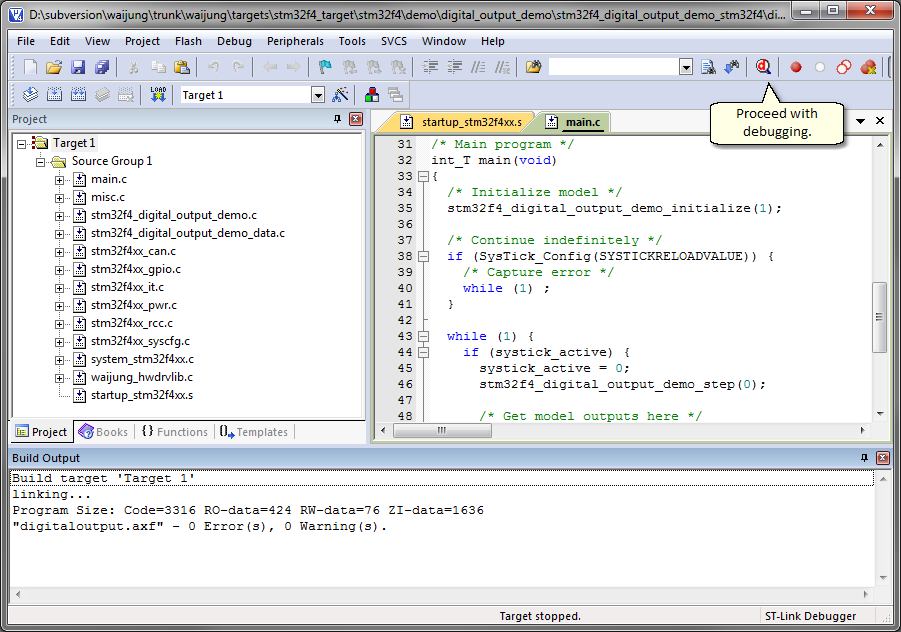 D:\subversion\waijung\trunk\waijung\targets\stm32f4_target\stm32f4\demo\digital_output_demo\stm32f4_digital_output_demo_stm32f4\di...
File Edit View Project Flash Debug Peripherals Tools SVCS Window Help
LOAD Target 1
Proceed with
debugging.
Project
Target 1
Source Group 1
main.c
misc.c
stm32f4_digital_output_demo.c
stm32f4_digital_output_demo_data.c
stm32f4xx_can.c
stm32f4xx_gpio.c
stm32f4xx_it.c
stm32f4xx_pwr.c
stm32f4xx_rcc.c
stm32f4xx_syscfg.c
system_stm32f4xx.c
waijung_hwdrvlib.c
startup_stm32f4xx.s
Project Books {} Functions 0 Templates
startup_stm32f4xx.s main.c
31 /* Main program */
32 int_T main(void)
33 {
34 /* Initialize model */
35 stm32f4_digital_output_demo_initialize(1);
36
37 /* Continue indefinitely */
38 if (SysTick_Config(SYSTICKRELOADVALUE)) {
39 /* Capture error */
40 while (1) ;
41 }
42
43 while (1) {
44 if (systick_active) {
45 systick_active = 0;
46 stm32f4_digital_output_demo_step(0);
47
48 /* Get model outputs here */
Build Output
Build target 'Target 1'
linking...
Program Size: Code=3316 RO-data=424 RW-data=76 ZI-data=1636
"digitaloutput.axf" - 0 Error(s), 0 Warning(s).
Target stopped. ST-Link Debugger